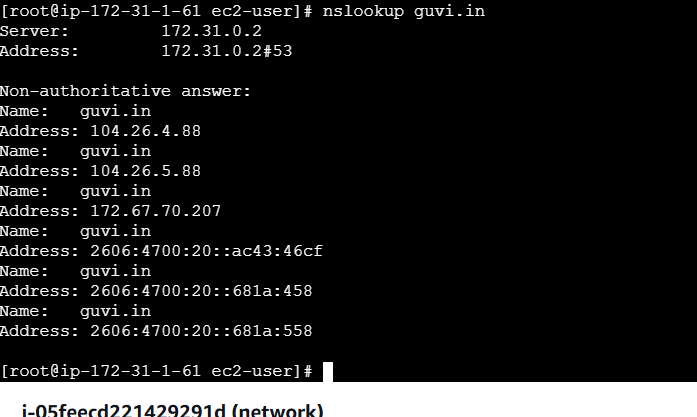 [root@ip-172-31-1-61 ec2-user]# nslookup guvi.in
Server:         172.31.0.2
Address:        172.31.0.2#53
Non-authoritative answer:
Name:   guvi.in
Address: 104.26.4.88
Name:   guvi.in
Address: 104.26.5.88
Name:   guvi.in
Address: 172.67.70.207
Name:   guvi.in
Address: 2606:4700:20::ac43:46cf
Name:   guvi.in
Address: 2606:4700:20::681a:458
Name:   guvi.in
Address: 2606:4700:20::681a:558
[root@ip-172-31-1-61 ec2-user]#
i-05feecd221429291d (network)